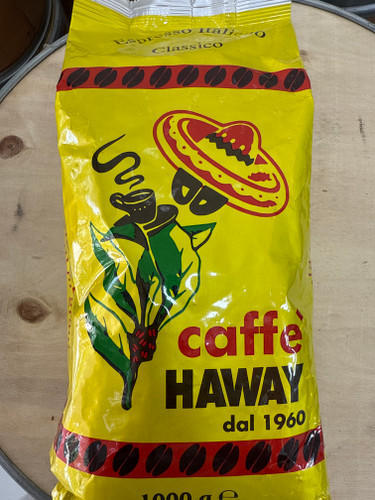 Espresso Italiano
Classico
caffè
HAWAY
dal 1960
1000 g ℮